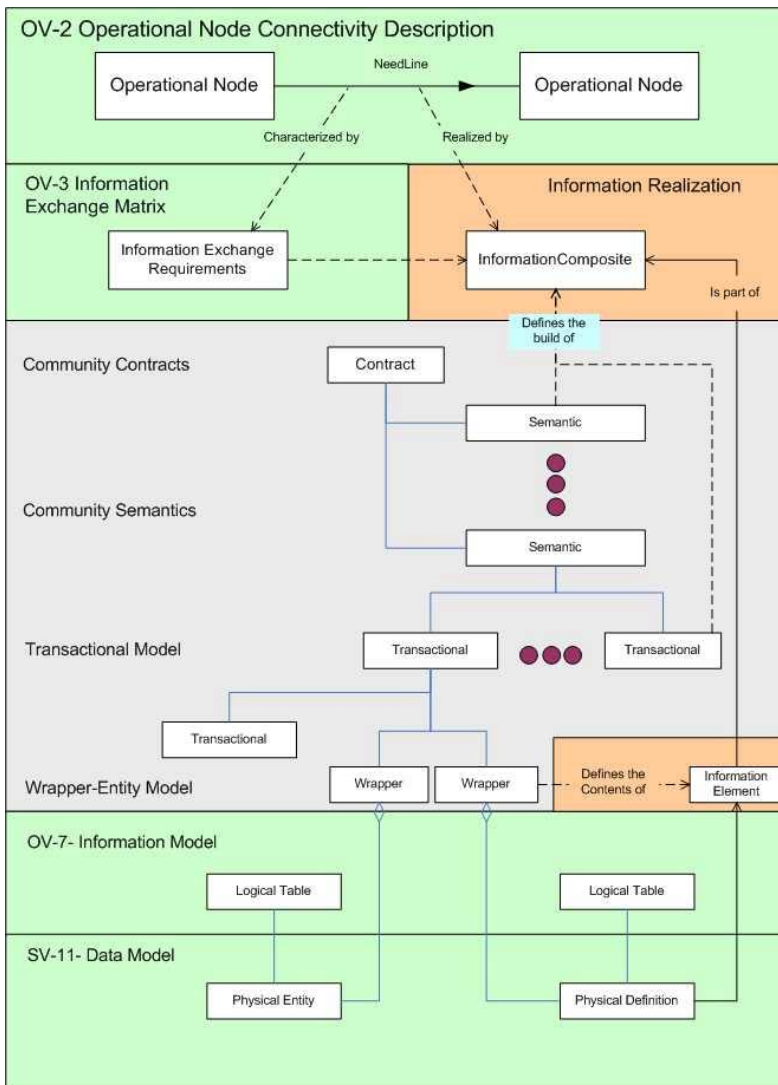 OV-2 Operational Node Connectivity Description
NeedLine
Operational Node
Operational Node
Characterized by
Realized by
OV-3 Information
Exchange Matrix
Information Realization
Information Exchange
Requirements
InformationComposite
Is part of
Defines the
build of
Community Contracts
Contract
Semantic
Community Semantics
Semantic
Transactional Model
Transactional
Transactional
Transactional
Wrapper-Entity Model
Wrapper
Wrapper
Defines the
Contents of
Information
Element
OV-7- Information Model
Logical Table
Logical Table
SV-11- Data Model
Physical Entity
Physical Definition